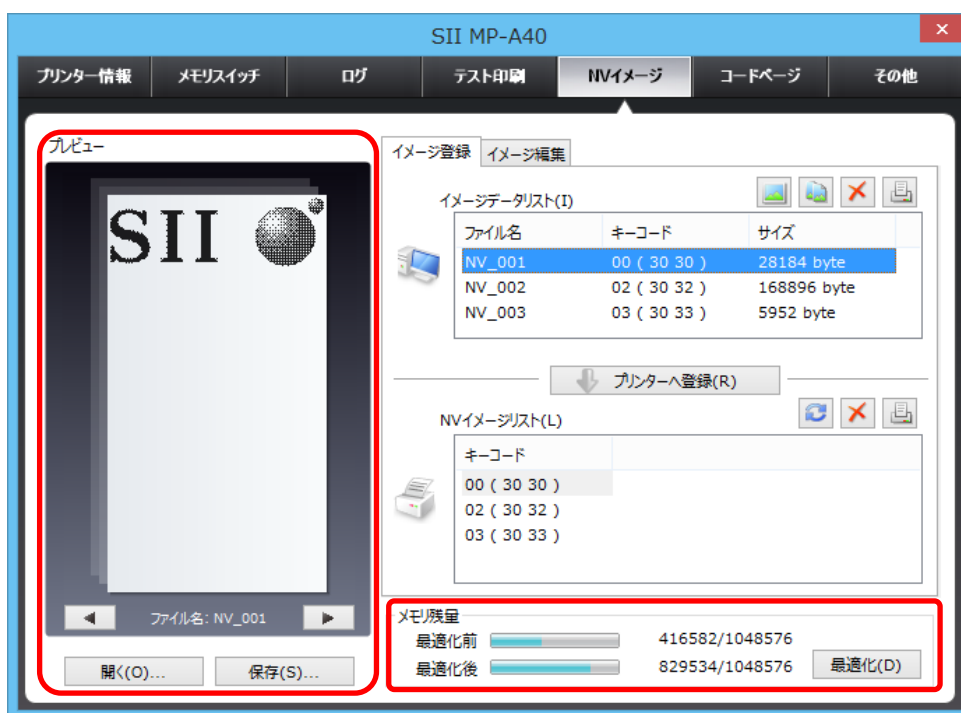 SII MP-A40
プリンター情報 メモリスイッチ ログ テスト印刷 NVイメージ コードページ その他
プレビュー
SII
ファイル名: NV_001
開く(O)... 保存(S)...
イメージ登録 イメージ編集
イメージデータリスト(I)
ファイル名 キーコード サイズ
NV_001 00 ( 30 30 ) 28184 byte
NV_002 02 ( 30 32 ) 168896 byte
NV_003 03 ( 30 33 ) 5952 byte
プリンターへ登録(R)
NVイメージリスト(L)
キーコード
00 ( 30 30 )
02 ( 30 32 )
03 ( 30 33 )
メモリ残量
最適化前 416582/1048576
最適化後 829534/1048576 最適化(D)